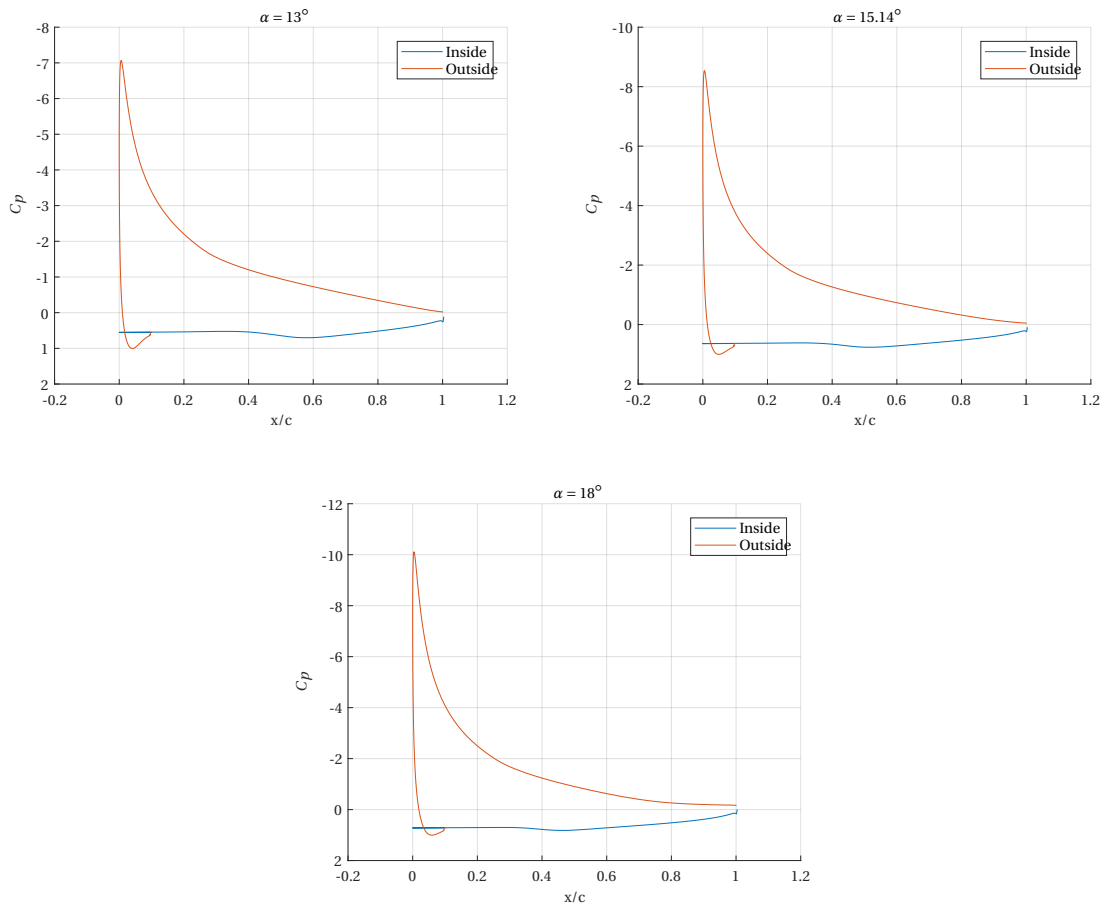 α = 13°
-8
-7
-6
-5
-4
-3
-2
-1
0
1
2
Cp
-0.2 0 0.2 0.4 0.6 0.8 1 1.2
x/c
Inside
Outside
α = 15.14°
-10
-8
-6
-4
-2
0
2
Cp
-0.2 0 0.2 0.4 0.6 0.8 1 1.2
x/c
Inside
Outside
α = 18°
-12
-10
-8
-6
-4
-2
0
2
Cp
-0.2 0 0.2 0.4 0.6 0.8 1 1.2
x/c
Inside
Outside